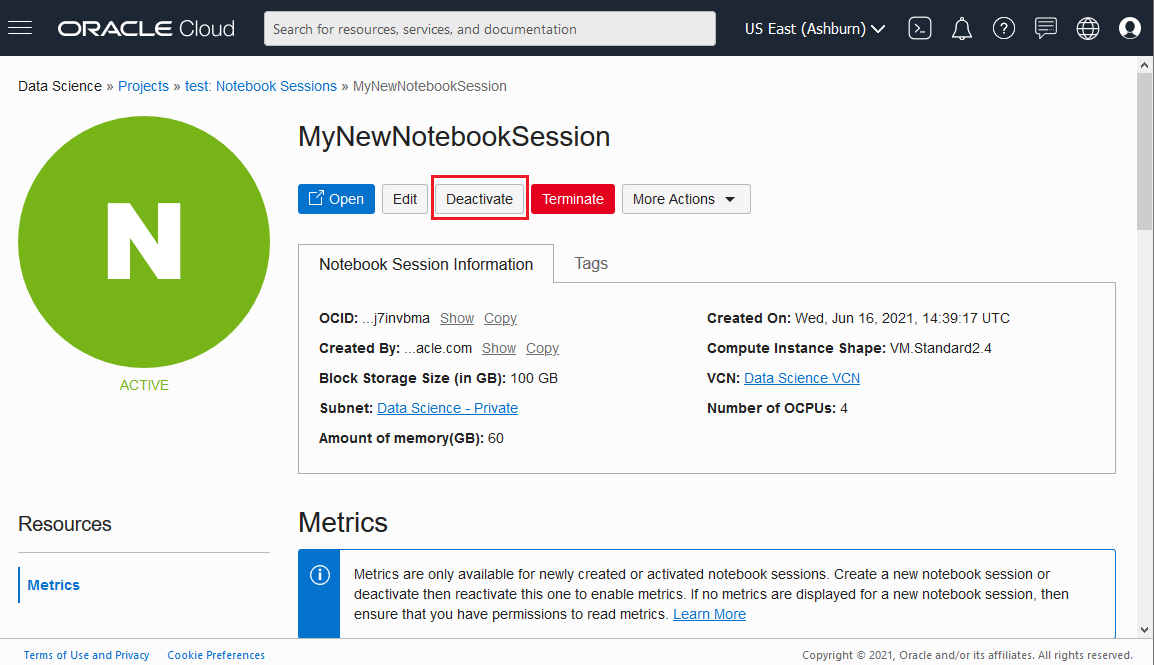 ORACLE Cloud
Search for resources, services, and documentation
US East (Ashburn)
Data Science » Projects » test: Notebook Sessions » MyNewNotebookSession
N
ACTIVE
MyNewNotebookSession
Open Edit Deactivate Terminate More Actions
Notebook Session Information Tags
OCID: ...j7invbma Show Copy
Created On: Wed, Jun 16, 2021, 14:39:17 UTC
Created By: ...acle.com Show Copy
Compute Instance Shape: VM.Standard2.4
Block Storage Size (in GB): 100 GB
VCN: Data Science VCN
Subnet: Data Science - Private
Number of OCPUs: 4
Amount of memory(GB): 60
Resources
Metrics
Metrics
Metrics are only available for newly created or activated notebook sessions. Create a new notebook session or
deactivate then reactivate this one to enable metrics. If no metrics are displayed for a new notebook session, then
ensure that you have permissions to read metrics. Learn More
Terms of Use and Privacy Cookie Preferences
Copyright © 2021, Oracle and/or its affiliates. All rights reserved.